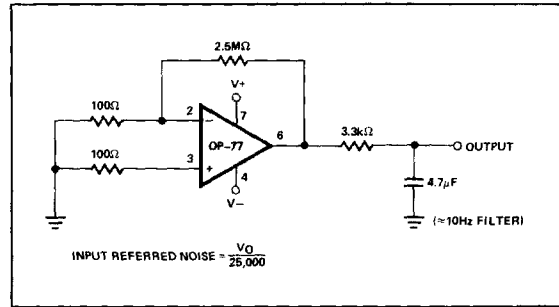 2.5MΩ
V+
100Ω
2
−
7
OP-77
6
3.3kΩ
OUTPUT
100Ω
3
+
4
4.7μF
V−
(≈10Hz FILTER)
INPUT REFERRED NOISE = VO
25,000